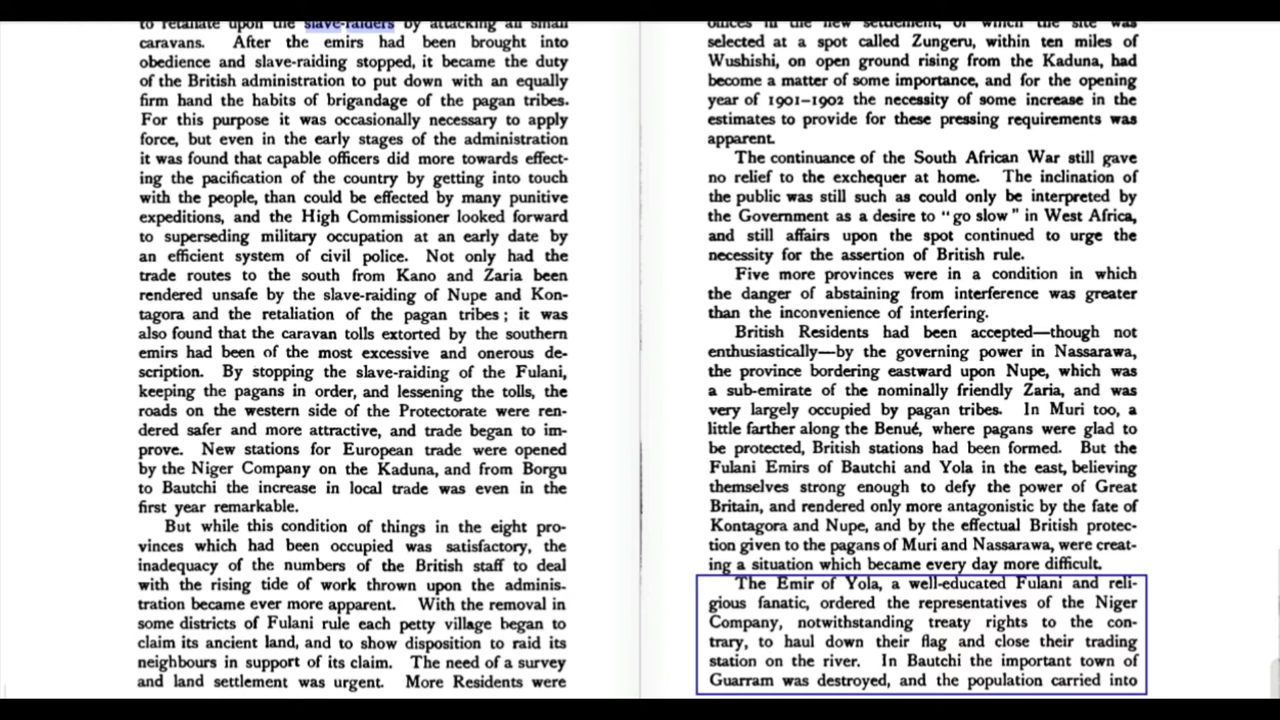 to retaliate upon the slave-raiders by attacking all small
caravans. After the emirs had been brought into
obedience and slave-raiding stopped, it became the duty
of the British administration to put down with an equally
firm hand the habits of brigandage of the pagan tribes.
For this purpose it was occasionally necessary to apply
force, but even in the early stages of the administration
it was found that capable officers did more towards effect-
ing the pacification of the country by getting into touch
with the people, than could be effected by many punitive
expeditions, and the High Commissioner looked forward
to superseding military occupation at an early date by
an efficient system of civil police. Not only had the
trade routes to the south from Kano and Zaria been
rendered unsafe by the slave-raiding of Nupe and Kon-
tagora and the retaliation of the pagan tribes; it was
also found that the caravan tolls extorted by the southern
emirs had been of the most excessive and onerous de-
scription. By stopping the slave-raiding of the Fulani,
keeping the pagans in order, and lessening the tolls, the
roads on the western side of the Protectorate were ren-
dered safer and more attractive, and trade began to im-
prove. New stations for European trade were opened
by the Niger Company on the Kaduna, and from Borgu
to Bautchi the increase in local trade was even in the
first year remarkable.
But while this condition of things in the eight pro-
vinces which had been occupied was satisfactory, the
inadequacy of the numbers of the British staff to deal
with the rising tide of work thrown upon the adminis-
tration became ever more apparent. With the removal in
some districts of Fulani rule each petty village began to
claim its ancient land, and to show disposition to raid its
neighbours in support of its claim. The need of a survey
and land settlement was urgent. More Residents were
offices in the new settlement, of which the site was
selected at a spot called Zungeru, within ten miles of
Wushishi, on open ground rising from the Kaduna, had
become a matter of some importance, and for the opening
year of 1901–1902 the necessity of some increase in the
estimates to provide for these pressing requirements was
apparent.
The continuance of the South African War still gave
no relief to the exchequer at home. The inclination of
the public was still such as could only be interpreted by
the Government as a desire to "go slow" in West Africa,
and still affairs upon the spot continued to urge the
necessity for the assertion of British rule.
Five more provinces were in a condition in which
the danger of abstaining from interference was greater
than the inconvenience of interfering.
British Residents had been accepted—though not
enthusiastically—by the governing power in Nassarawa,
the province bordering eastward upon Nupe, which was
a sub-emirate of the nominally friendly Zaria, and was
very largely occupied by pagan tribes. In Muri too, a
little farther along the Benué, where pagans were glad to
be protected, British stations had been formed. But the
Fulani Emirs of Bautchi and Yola in the east, believing
themselves strong enough to defy the power of Great
Britain, and rendered only more antagonistic by the fate of
Kontagora and Nupe, and by the effectual British protec-
tion given to the pagans of Muri and Nassarawa, were creat-
ing a situation which became every day more difficult.
The Emir of Yola, a well-educated Fulani and reli-
gious fanatic, ordered the representatives of the Niger
Company, notwithstanding treaty rights to the con-
trary, to haul down their flag and close their trading
station on the river. In Bautchi the important town of
Guarram was destroyed, and the population carried into